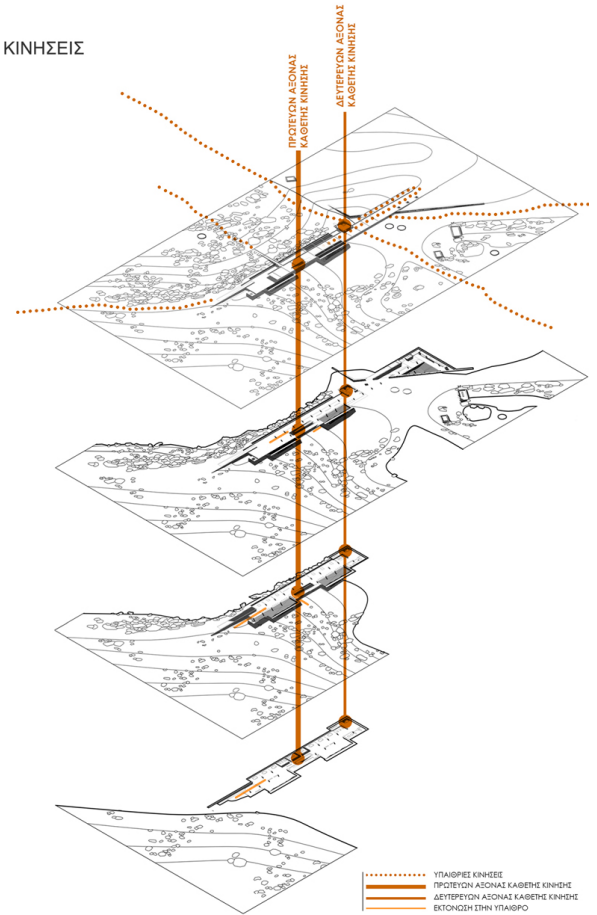 ΚΙΝΗΣΕΙΣ
ΠΡΩΤΕΥΩΝ ΑΞΟΝΑΣ
ΚΑΘΕΤΗΣ ΚΙΝΗΣΗΣ
ΔΕΥΤΕΡΕΥΩΝ ΑΞΟΝΑΣ
ΚΑΘΕΤΗΣ ΚΙΝΗΣΗΣ
ΥΠΑΙΘΡΙΕΣ ΚΙΝΗΣΕΙΣ
ΠΡΩΤΕΥΩΝ ΑΞΟΝΑΣ ΚΑΘΕΤΗΣ ΚΙΝΗΣΗΣ
ΔΕΥΤΕΡΕΥΩΝ ΑΞΟΝΑΣ ΚΑΘΕΤΗΣ ΚΙΝΗΣΗΣ
ΕΚΤΟΝΩΣΗ ΣΤΗΝ ΥΠΑΙΘΡΟ